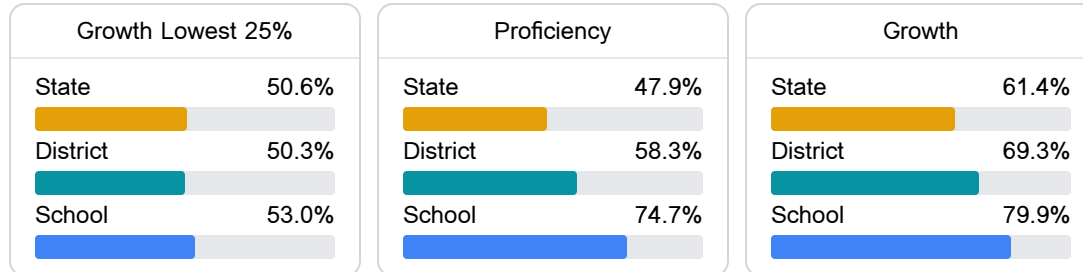 Growth Lowest 25%
State 50.6%
District 50.3%
School 53.0%
Proficiency
State 47.9%
District 58.3%
School 74.7%
Growth
State 61.4%
District 69.3%
School 79.9%